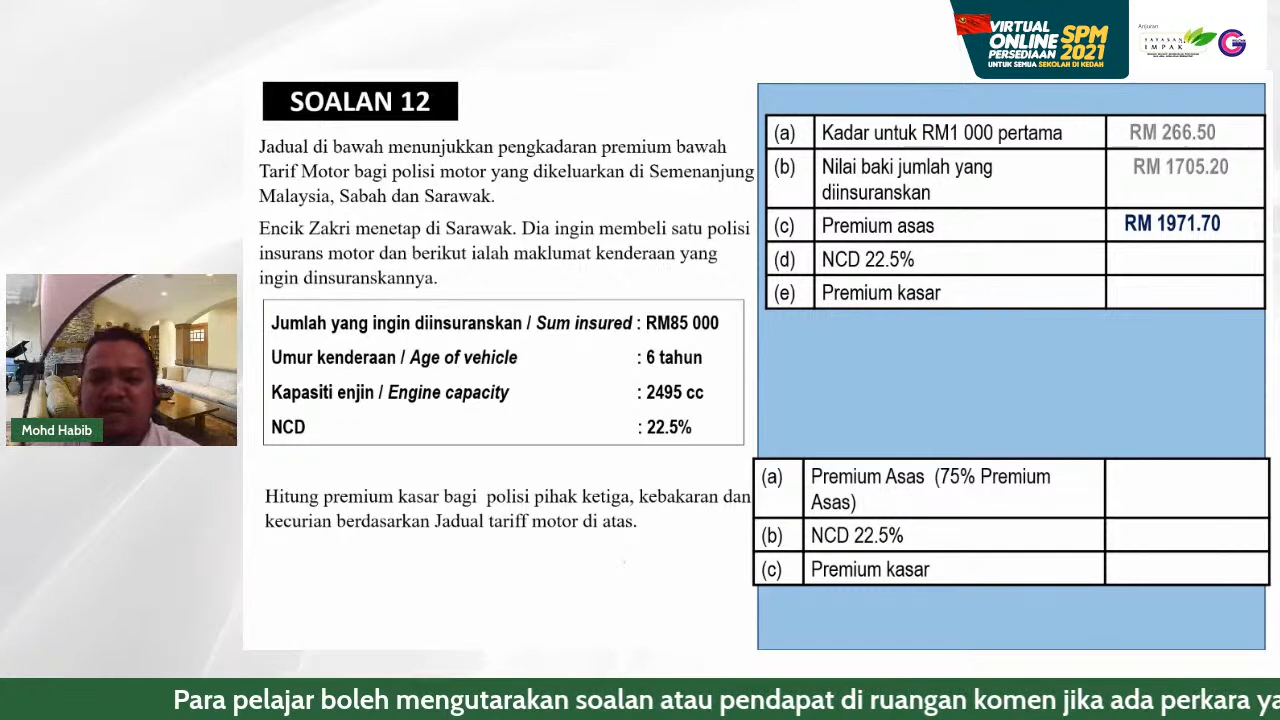 VIRTUAL
ONLINE
PERSEDIAAN
SPM
2021
UNTUK SEMUA SEKOLAH DI KEDAH
Anjuran
YAYASAN
IMPAK
G
SOALAN 12
Jadual di bawah menunjukkan pengkadaran premium bawah
Tarif Motor bagi polisi motor yang dikeluarkan di Semenanjung
Malaysia, Sabah dan Sarawak.
Encik Zakri menetap di Sarawak. Dia ingin membeli satu polisi
insurans motor dan berikut ialah maklumat kenderaan yang
ingin dinsuranskannya.
Jumlah yang ingin diinsuranskan / Sum insured : RM85 000
Umur kenderaan / Age of vehicle : 6 tahun
Kapasiti enjin / Engine capacity : 2495 cc
NCD : 22.5%
Hitung premium kasar bagi polisi pihak ketiga, kebakaran dan
kecurian berdasarkan Jadual tariff motor di atas.
(a) Kadar untuk RM1 000 pertama RM 266.50
(b) Nilai baki jumlah yang RM 1705.20
diinsuranskan
(c) Premium asas RM 1971.70
(d) NCD 22.5%
(e) Premium kasar
(a) Premium Asas (75% Premium
Asas)
(b) NCD 22.5%
(c) Premium kasar
Mohd Habib
Para pelajar boleh mengutarakan soalan atau pendapat di ruangan komen jika ada perkara ya